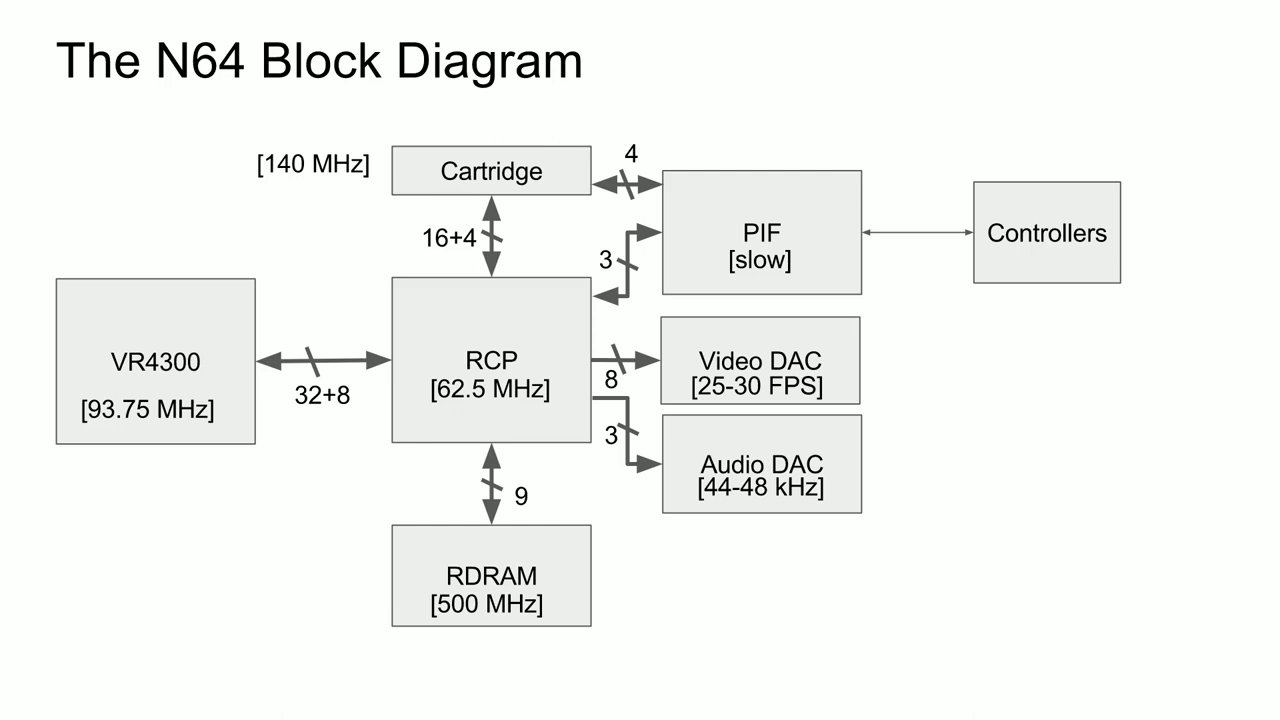 The N64 Block Diagram
[140 MHz]
Cartridge
4
16+4
3
PIF
[slow]
Controllers
VR4300
[93.75 MHz]
32+8
RCP
[62.5 MHz]
8
Video DAC
[25-30 FPS]
3
Audio DAC
[44-48 kHz]
9
RDRAM
[500 MHz]